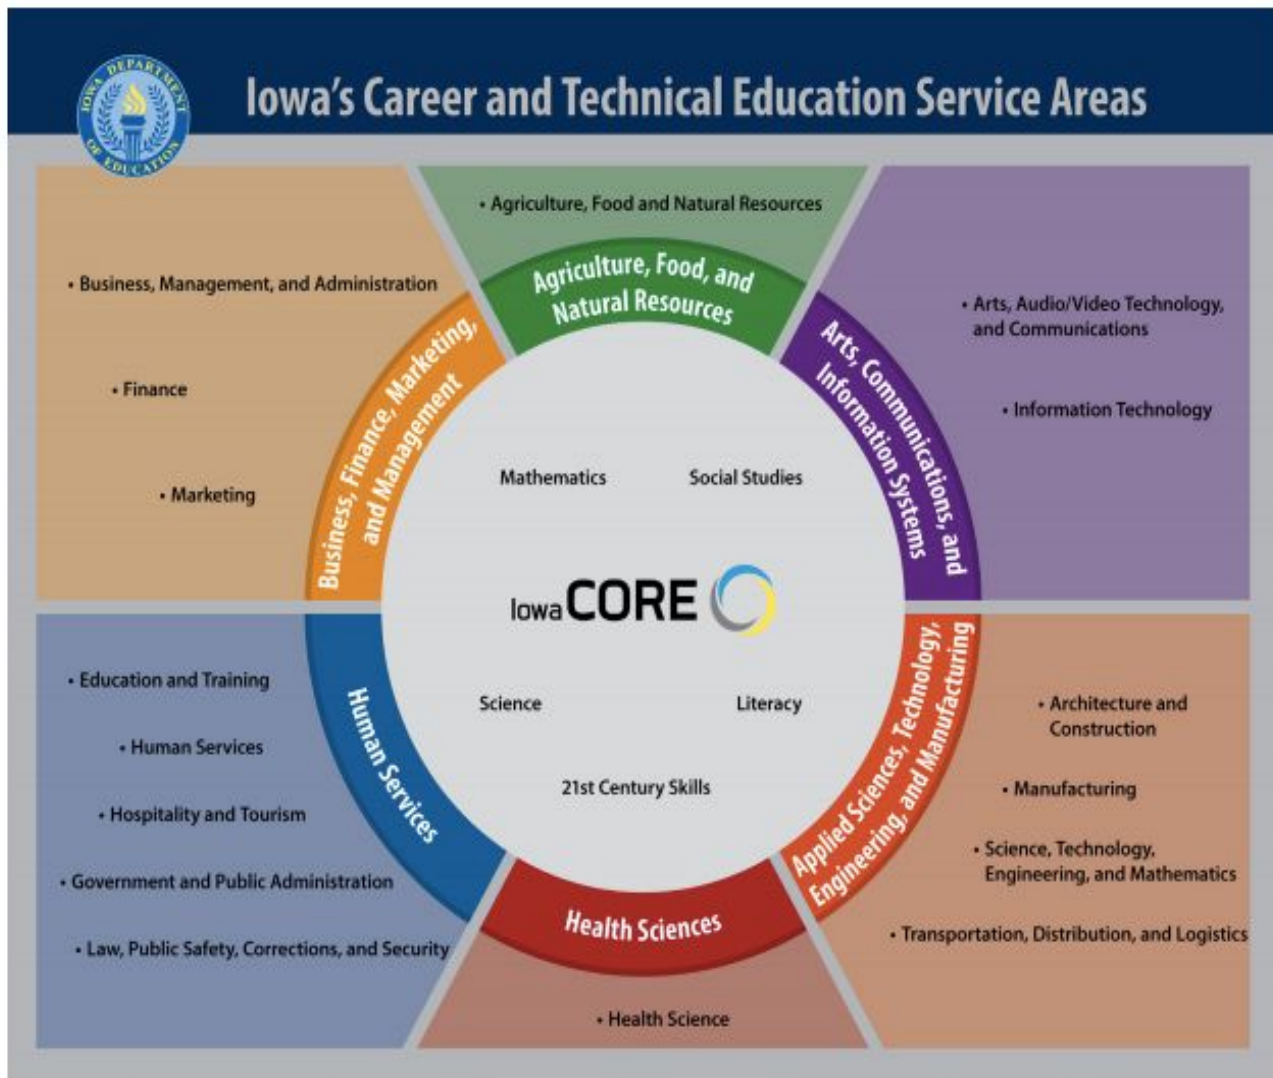 IOWA DEPARTMENT
OF EDUCATION
Iowa's Career and Technical Education Service Areas
• Agriculture, Food and Natural Resources
Agriculture, Food, and
Natural Resources
• Business, Management, and Administration
• Finance
• Marketing
Business, Finance, Marketing,
and Management
• Arts, Audio/Video Technology,
and Communications
• Information Technology
Arts, Communications, and
Information Systems
Mathematics
Social Studies
Iowa CORE
Science
Literacy
21st Century Skills
• Education and Training
• Human Services
• Hospitality and Tourism
• Government and Public Administration
• Law, Public Safety, Corrections, and Security
Human Services
Applied Sciences, Technology,
Engineering, and Manufacturing
• Architecture and
Construction
• Manufacturing
• Science, Technology,
Engineering, and Mathematics
• Transportation, Distribution, and Logistics
Health Sciences
• Health Science